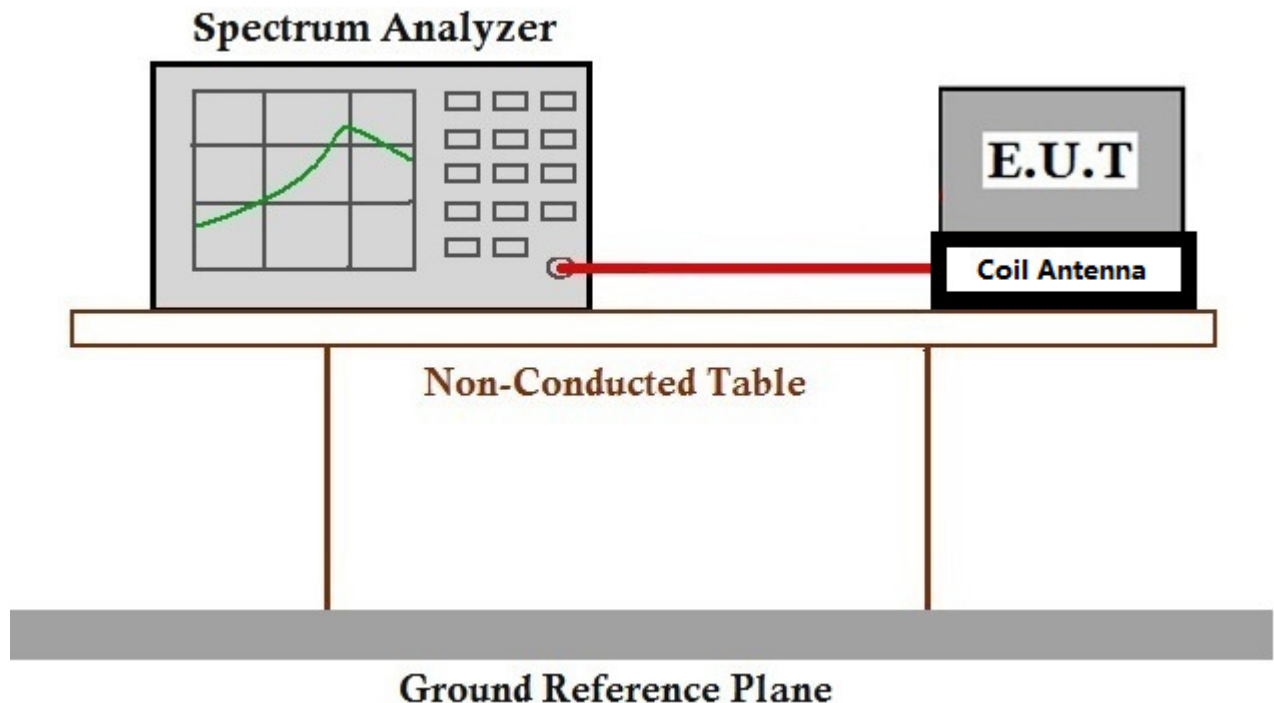 Spectrum Analyzer
E.U.T
Coil Antenna
Non-Conducted Table
Ground Reference Plane